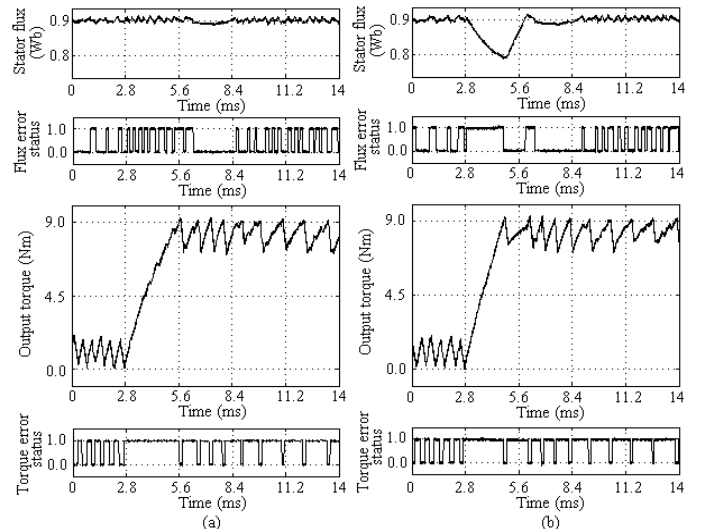 Stator flux
(Wb)
0.9
0.8
0 2.8 5.6 8.4 11.2 14
Time (ms)
Flux error
status
1.0
0.0
0 2.8 5.6 8.4 11.2 14
Time (ms)
Output torque (Nm)
9.0
4.5
0.0
0 2.8 5.6 8.4 11.2 14
Time (ms)
Torque error
status
1.0
0.0
0 2.8 5.6 8.4 11.2 14
Time (ms)
(a)
Stator flux
(Wb)
0.9
0.8
0 2.8 5.6 8.4 11.2 14
Time (ms)
Flux error
status
1.0
0.0
0 2.8 5.6 8.4 11.2 14
Time (ms)
Output torque (Nm)
9.0
4.5
0.0
0 2.8 5.6 8.4 11.2 14
Time (ms)
Torque error
status
1.0
0.0
0 2.8 5.6 8.4 11.2 14
Time (ms)
(b)